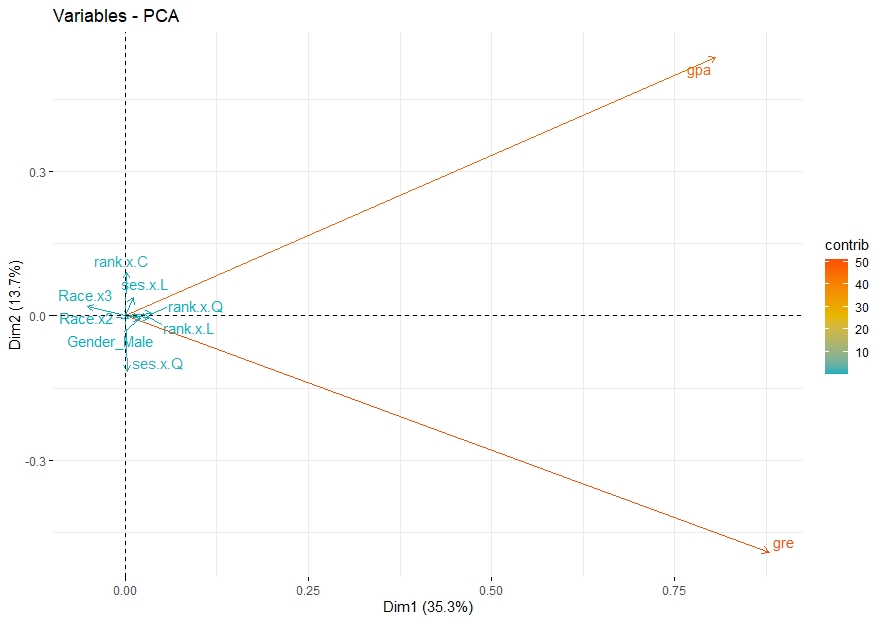 Variables - PCA
gpa
contrib
50
40
30
20
10
0.3
rank.x.C
ses.x.L
Race.x3
rank.x.Q
0.0
Race.x2
rank.x.L
Gender_Male
ses.x.Q
Dim2 (13.7%)
-0.3
gre
0.00
0.25
0.50
0.75
Dim1 (35.3%)